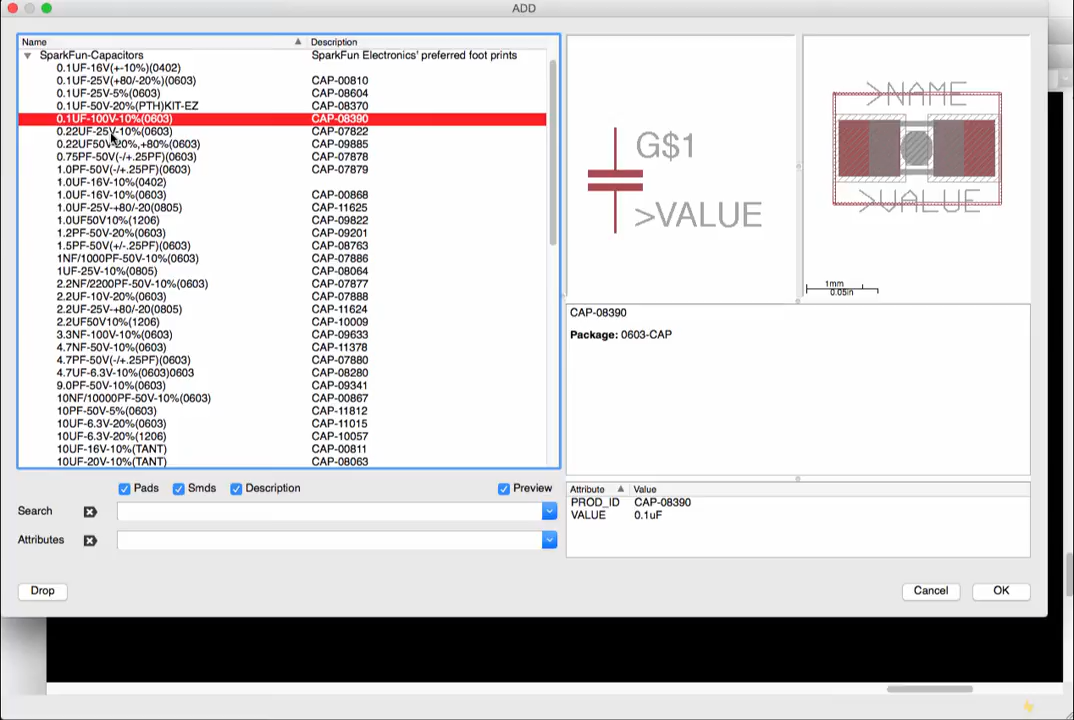 ADD
Name Description
SparkFun-Capacitors SparkFun Electronics' preferred foot prints
0.1UF-16V(+-10%)(0402)
0.1UF-25V(+80/-20%)(0603) CAP-00810
0.1UF-25V-5%(0603) CAP-08604
0.1UF-50V-20%(PTH)KIT-EZ CAP-08370
0.1UF-100V-10%(0603) CAP-08390
0.22UF-25V-10%(0603) CAP-07822
0.22UF50V-20%,+80%(0603) CAP-09885
0.75PF-50V(-/+.25PF)(0603) CAP-07878
1.0PF-50V(-/+.25PF)(0603) CAP-07879
1.0UF-16V-10%(0402)
1.0UF-16V-10%(0603) CAP-00868
1.0UF-25V-+80/-20(0805) CAP-11625
1.0UF50V10%(1206) CAP-09822
1.2PF-50V-20%(0603) CAP-09201
1.5PF-50V(+/-.25PF)(0603) CAP-08763
1NF/1000PF-50V-10%(0603) CAP-07886
1UF-25V-10%(0805) CAP-08064
2.2NF/2200PF-50V-10%(0603) CAP-07877
2.2UF-10V-20%(0603) CAP-07888
2.2UF-25V-+80/-20(0805) CAP-11624
2.2UF50V10%(1206) CAP-10009
3.3NF-100V-10%(0603) CAP-09633
4.7NF-50V-10%(0603) CAP-11378
4.7PF-50V(-/+.25PF)(0603) CAP-07880
4.7UF-6.3V-10%(0603)0603 CAP-08280
9.0PF-50V-10%(0603) CAP-09341
10NF/10000PF-50V-10%(0603) CAP-00867
10PF-50V-5%(0603) CAP-11812
10UF-6.3V-20%(0603) CAP-11015
10UF-6.3V-20%(1206) CAP-10057
10UF-16V-10%(TANT) CAP-00811
10UF-20V-10%(TANT) CAP-08063
Pads Smds Description Preview
Search
Attributes
Drop
G$1
>VALUE
>NAME
>VALUE
1mm
0.05in
CAP-08390
Package: 0603-CAP
Attribute Value
PROD_ID CAP-08390
VALUE 0.1uF
Cancel OK